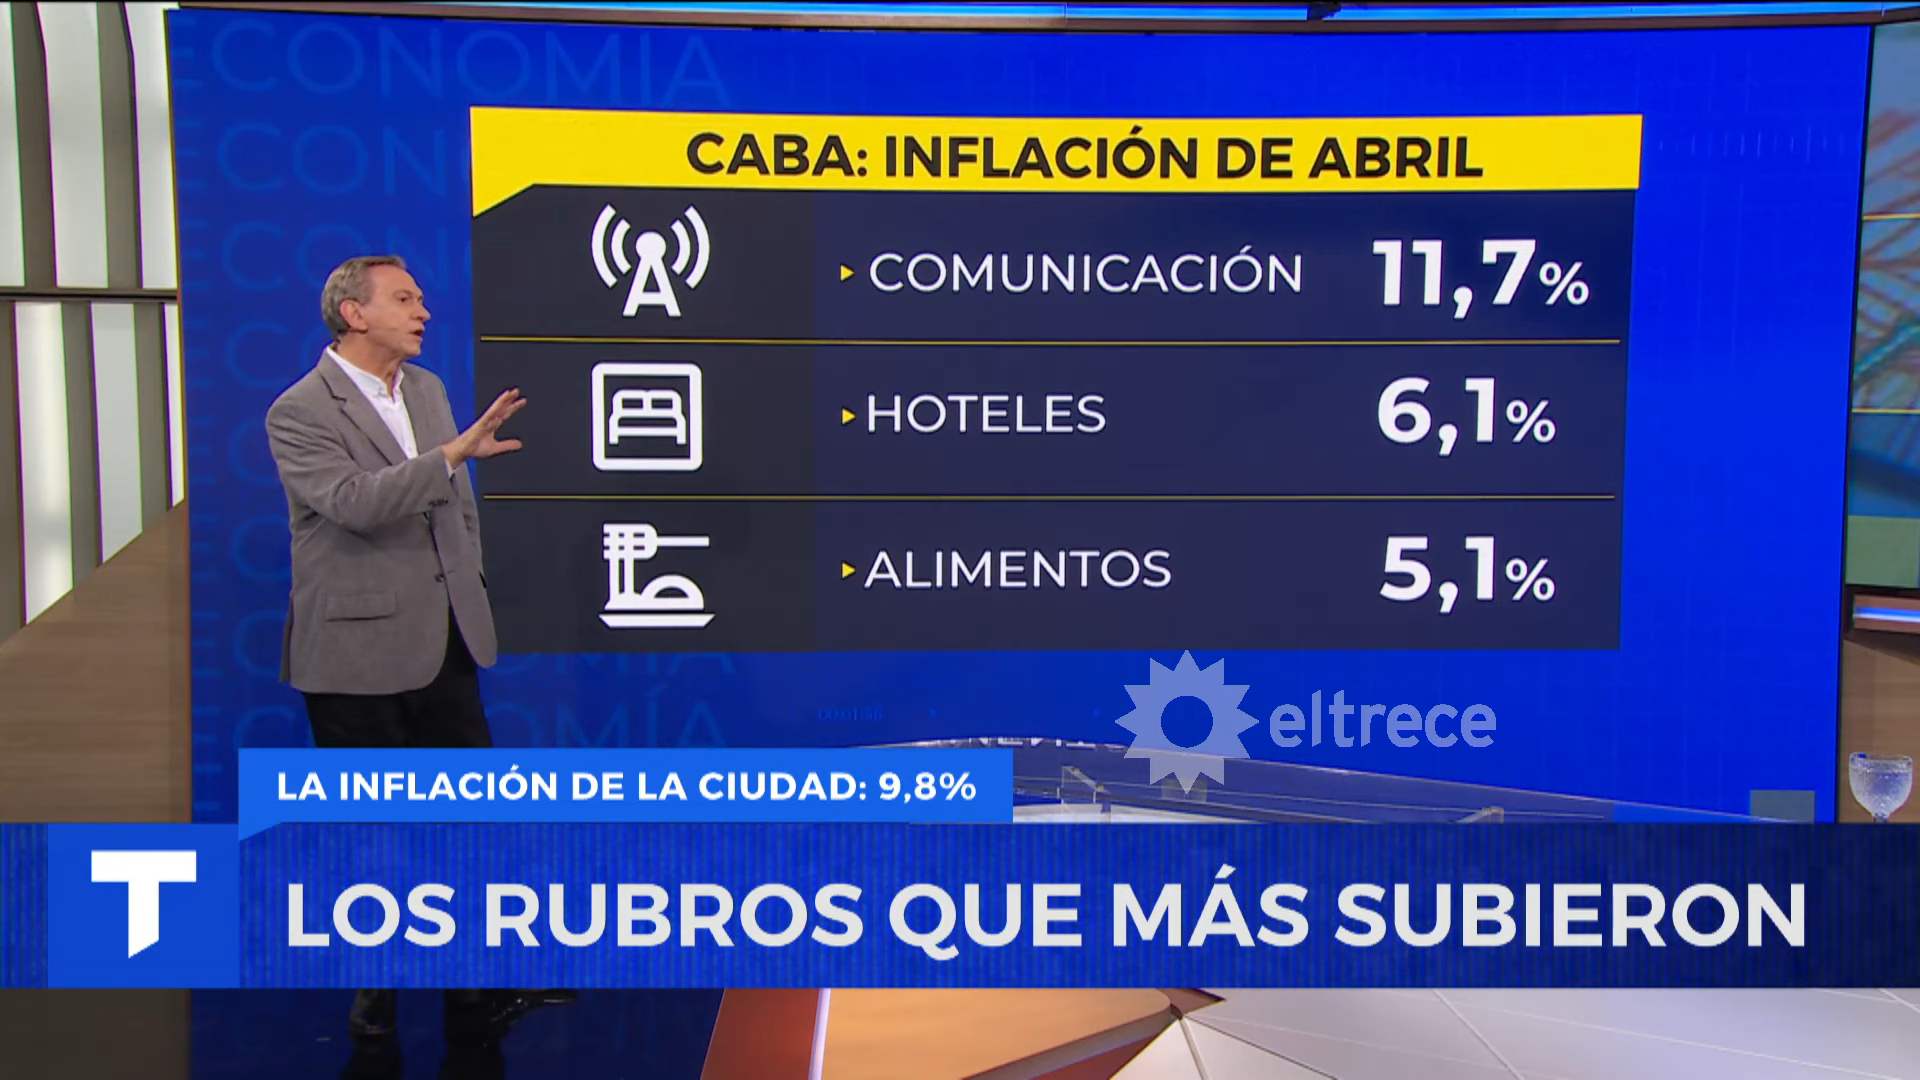 ECONOMÍA
CABA: INFLACIÓN DE ABRIL
COMUNICACIÓN 11,7%
HOTELES 6,1%
ALIMENTOS 5,1%
eltrece
LA INFLACIÓN DE LA CIUDAD: 9,8%
T LOS RUBROS QUE MÁS SUBIERON